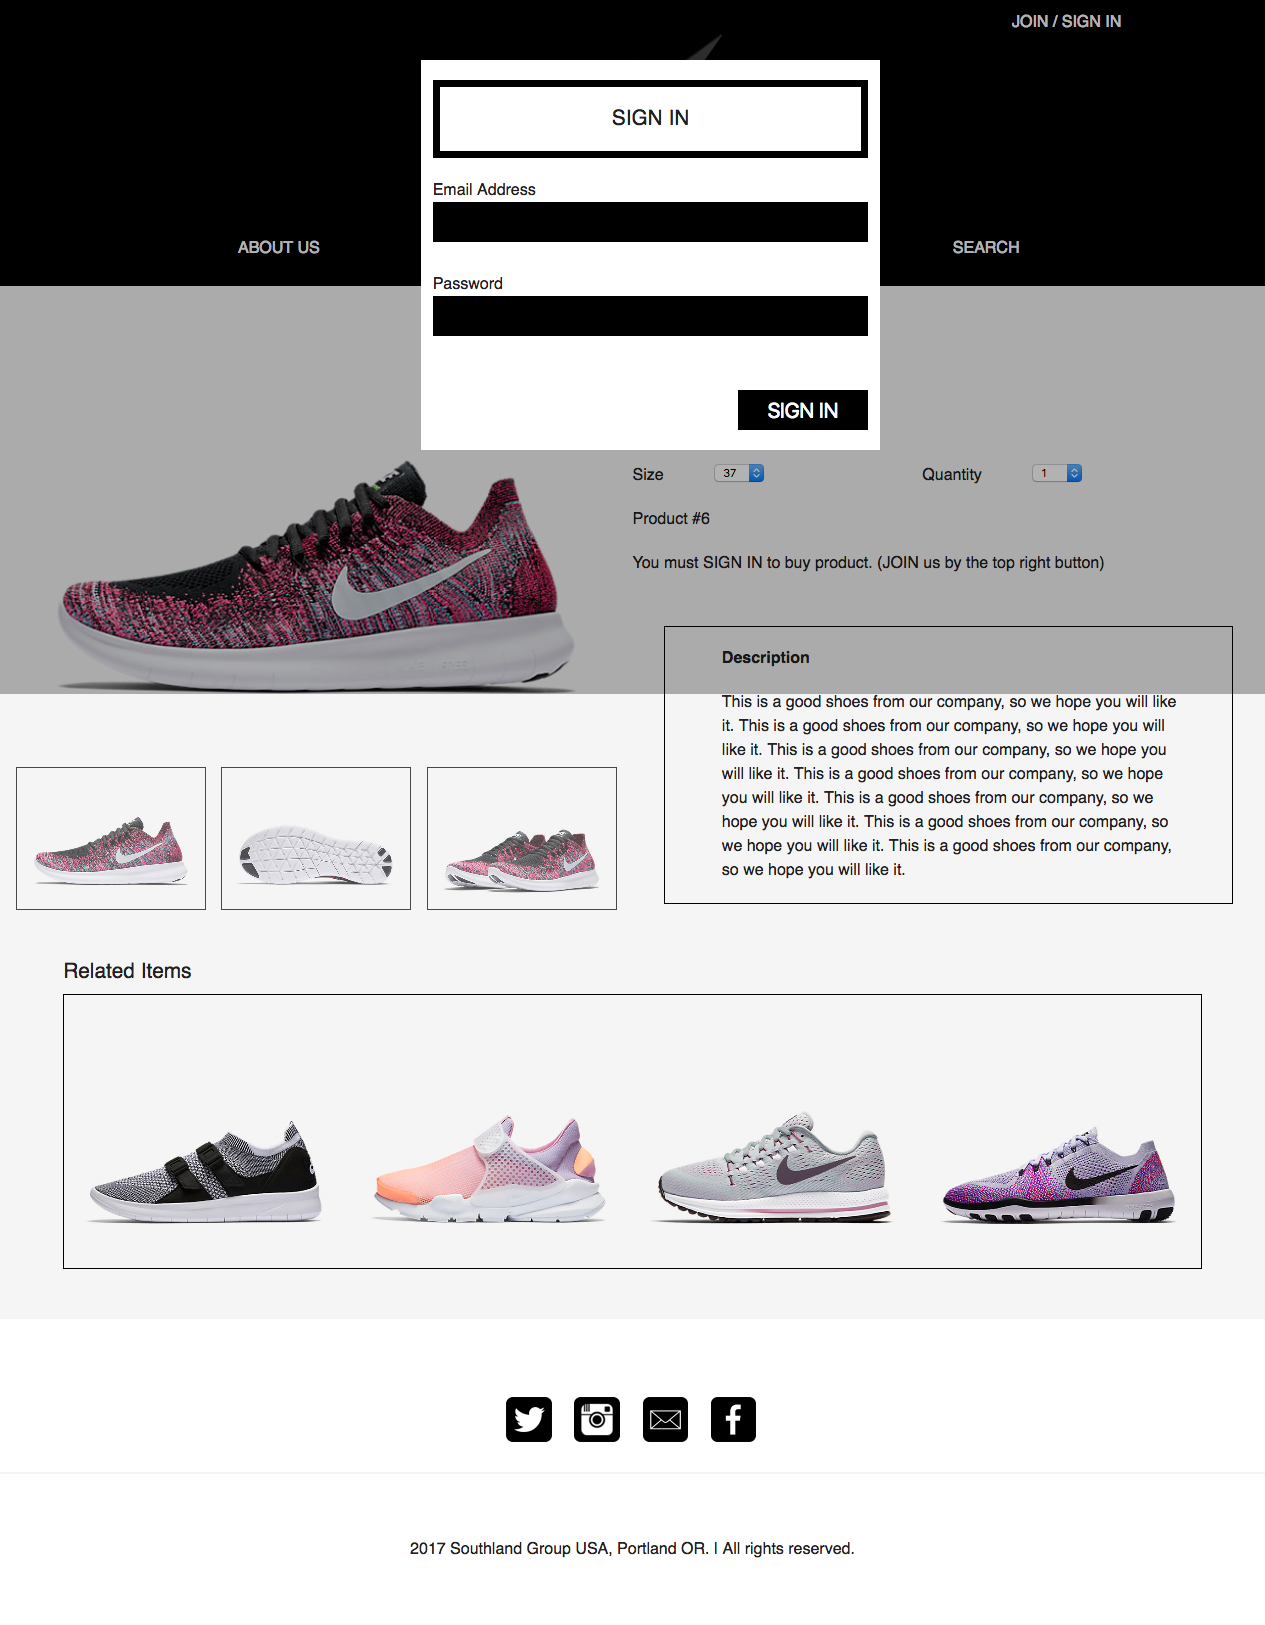 JOIN / SIGN IN
SIGN IN
Email Address
ABOUT US
SEARCH
Password
SIGN IN
Size
37
Quantity
1
Product #6
You must SIGN IN to buy product. (JOIN us by the top right button)
Description
This is a good shoes from our company, so we hope you will like
it. This is a good shoes from our company, so we hope you will
like it. This is a good shoes from our company, so we hope you
will like it. This is a good shoes from our company, so we hope
you will like it. This is a good shoes from our company, so we
hope you will like it. This is a good shoes from our company, so
we hope you will like it. This is a good shoes from our company,
so we hope you will like it.
Related Items
2017 Southland Group USA, Portland OR. I All rights reserved.